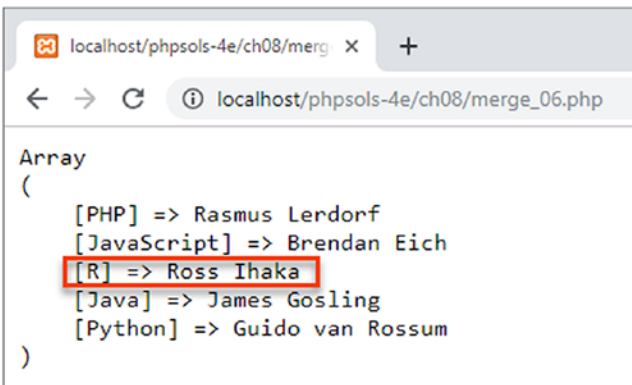 localhost/phpsols-4e/ch08/merg
localhost/phpsols-4e/ch08/merge_06.php
Array
(
[PHP] => Rasmus Lerdorf
[JavaScript] => Brendan Eich
[R] => Ross Ihaka
[Java] => James Gosling
[Python] => Guido van Rossum
)